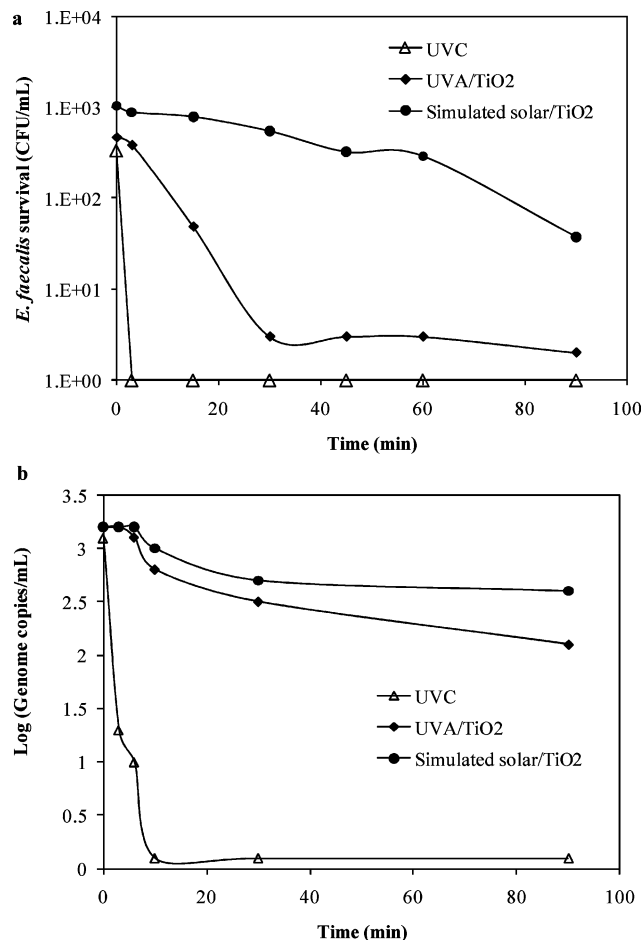 a
1.E+04
1.E+03
1.E+02
1.E+01
1.E+00
E. faecalis survival (CFU/mL)
UVC
UVA/TiO2
Simulated solar/TiO2
0
20
40
60
80
100
Time (min)
b
3.5
3
2.5
2
1.5
1
0.5
0
Log (Genome copies/mL)
UVC
UVA/TiO2
Simulated solar/TiO2
0
20
40
60
80
100
Time (min)